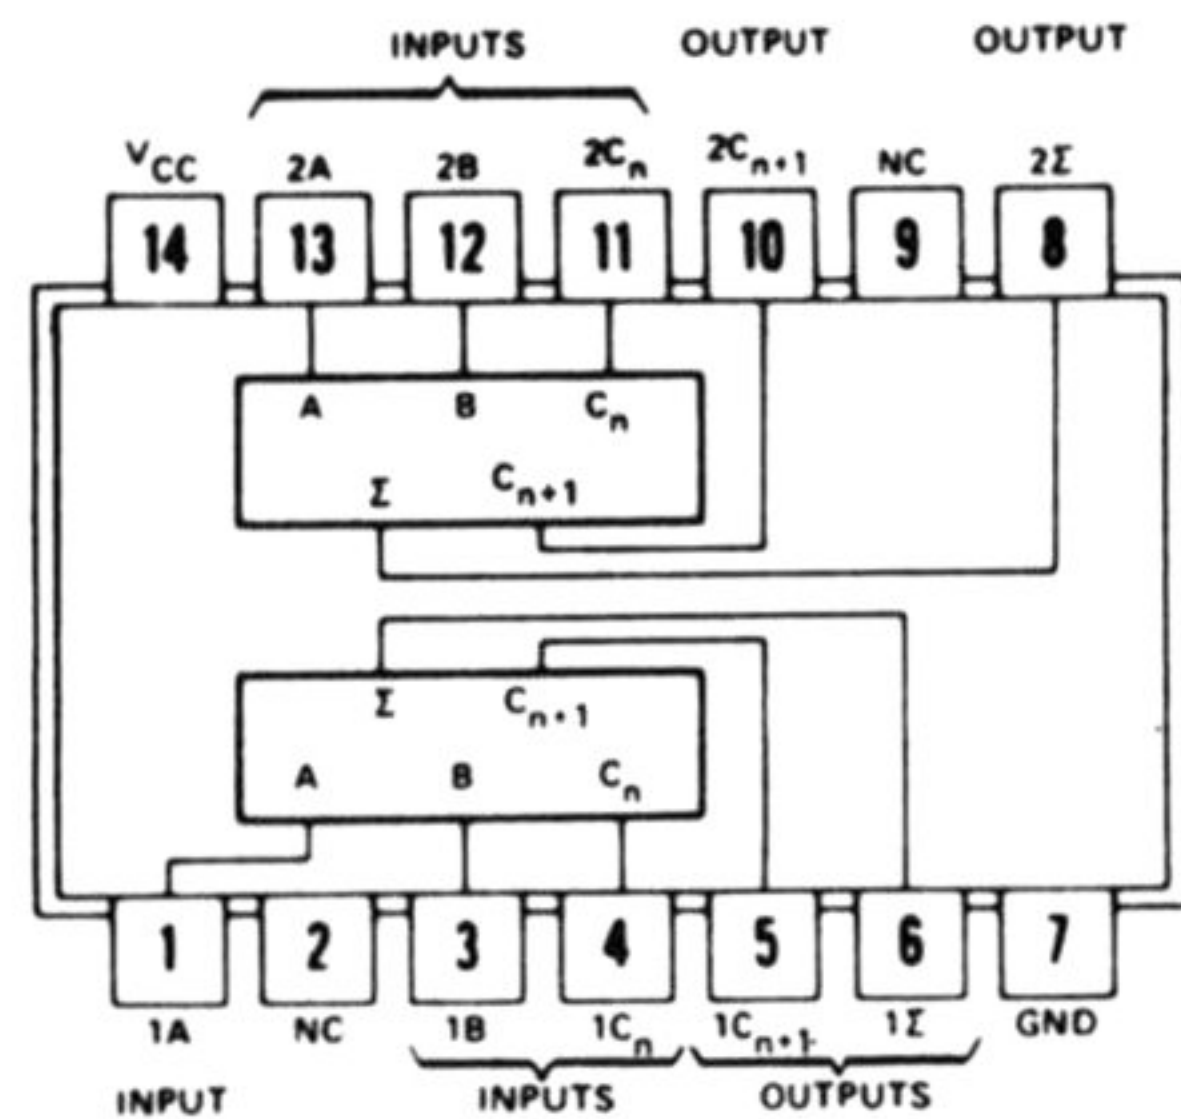 INPUTS OUTPUT OUTPUT
VCC 2A 2B 2Cn 2Cn+1 NC 2Σ
14 13 12 11 10 9 8
A B Cn
Σ Cn+1
Σ Cn+1
A B Cn
1 2 3 4 5 6 7
1A NC 1B 1Cn 1Cn+1 1Σ GND
INPUT INPUTS OUTPUTS